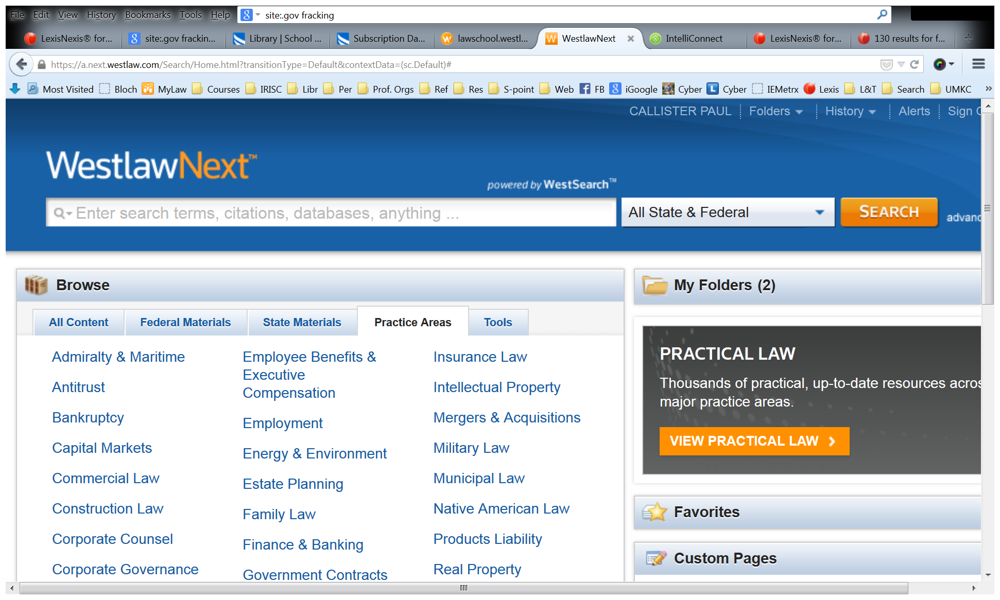 File Edit View History Bookmarks Tools Help site:.gov fracking
LexisNexis® for... site:.gov frackin... Library | School ... Subscription Da... lawschool.westl... WestlawNext IntelliConnect LexisNexis® for... 130 results for f...
https://a.next.westlaw.com/Search/Home.html?transitionType=Default&contextData=(sc.Default)#
Most Visited Bloch MyLaw Courses IRISC Libr Per Prof. Orgs Ref Res S-point Web FB iGoogle Cyber Cyber IEMetrx Lexis L&T Search UMKC »
CALLISTER PAUL Folders History Alerts Sign
WestlawNext™
powered by WestSearch™
Enter search terms, citations, databases, anything ... All State & Federal SEARCH advanc
Browse
All Content Federal Materials State Materials Practice Areas Tools
Admiralty & Maritime
Antitrust
Bankruptcy
Capital Markets
Commercial Law
Construction Law
Corporate Counsel
Corporate Governance
Employee Benefits &
Executive
Compensation
Employment
Energy & Environment
Estate Planning
Family Law
Finance & Banking
Government Contracts
Insurance Law
Intellectual Property
Mergers & Acquisitions
Military Law
Municipal Law
Native American Law
Products Liability
Real Property
My Folders (2)
PRACTICAL LAW
Thousands of practical, up-to-date resources acros
major practice areas.
VIEW PRACTICAL LAW
Favorites
Custom Pages